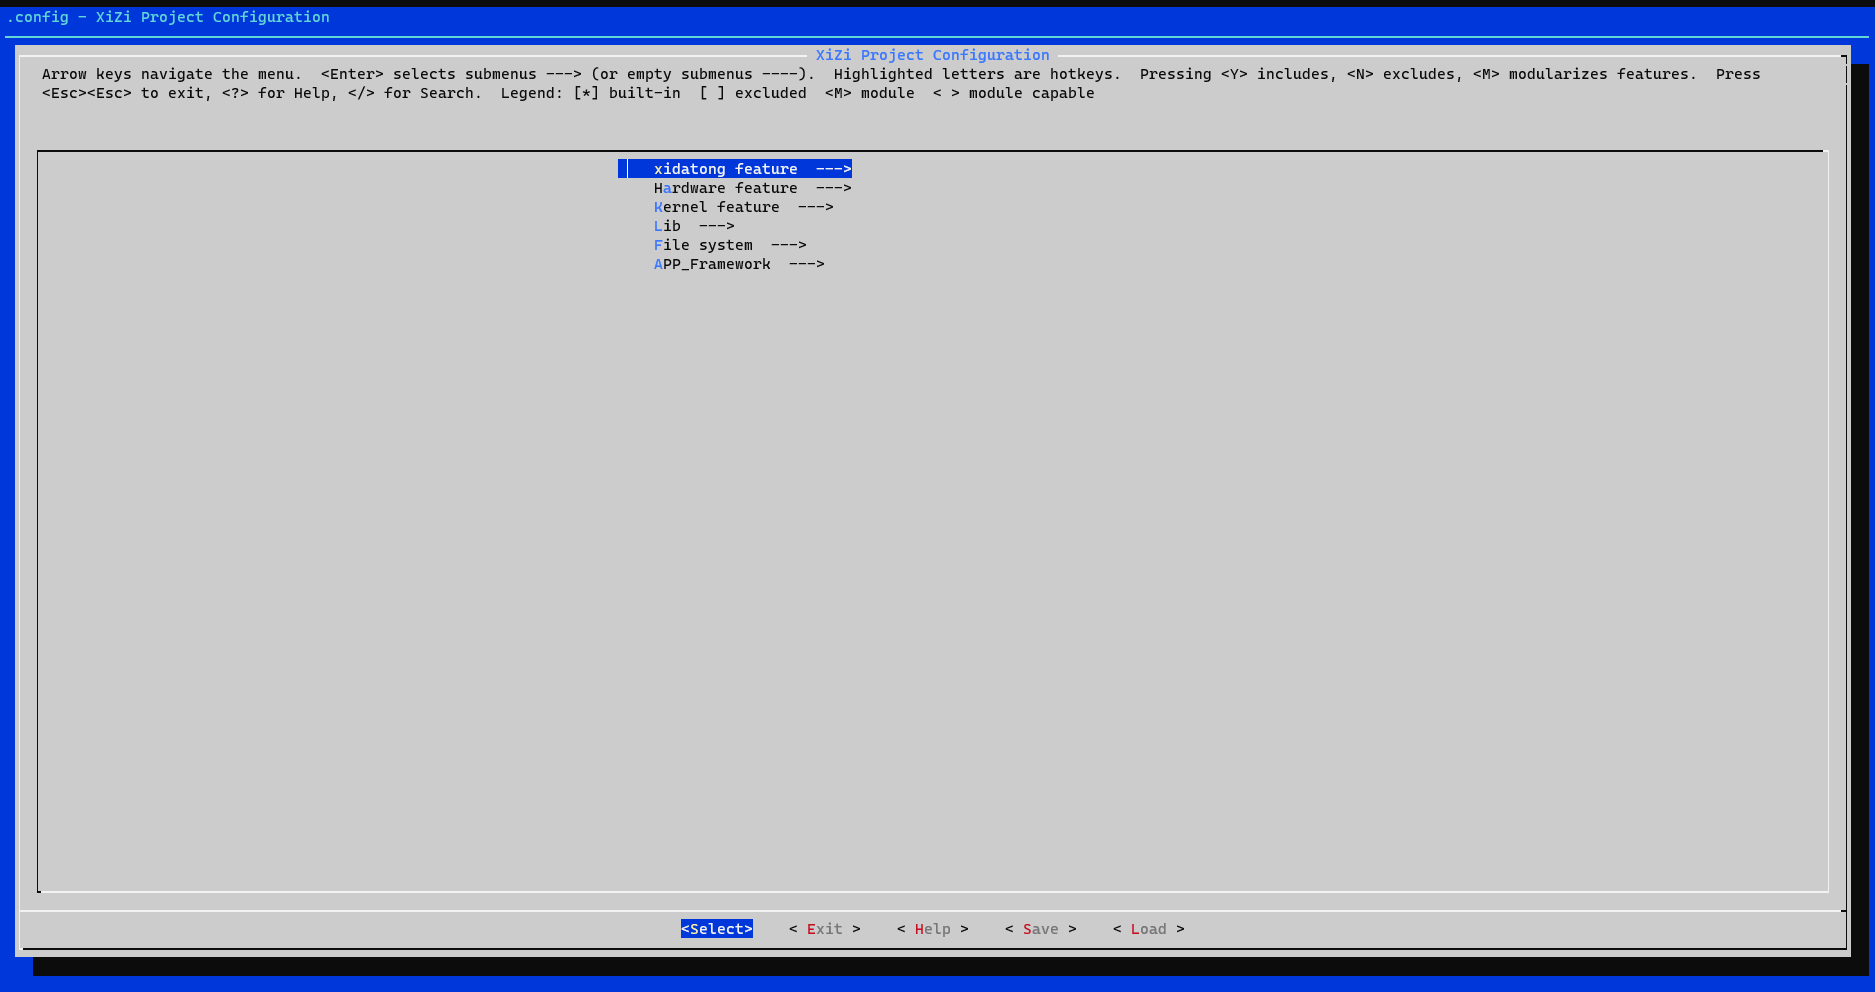 .config - XiZi Project Configuration
XiZi Project Configuration
Arrow keys navigate the menu.  <Enter> selects submenus ---> (or empty submenus ----).  Highlighted letters are hotkeys.  Pressing <Y> includes, <N> excludes, <M> modularizes features.  Press
<Esc><Esc> to exit, <?> for Help, </> for Search.  Legend: [*] built-in  [ ] excluded  <M> module  < > module capable
xidatong feature  --->
Hardware feature  --->
Kernel feature  --->
Lib  --->
File system  --->
APP_Framework  --->
<Select>    < Exit >    < Help >    < Save >    < Load >